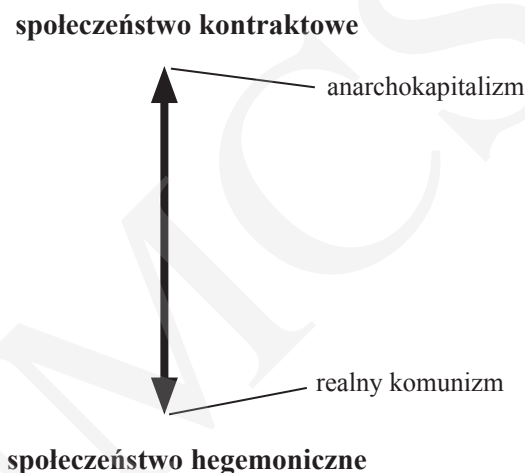 społeczeństwo kontraktowe
anarchokapitalizm
realny komunizm
społeczeństwo hegemoniczne